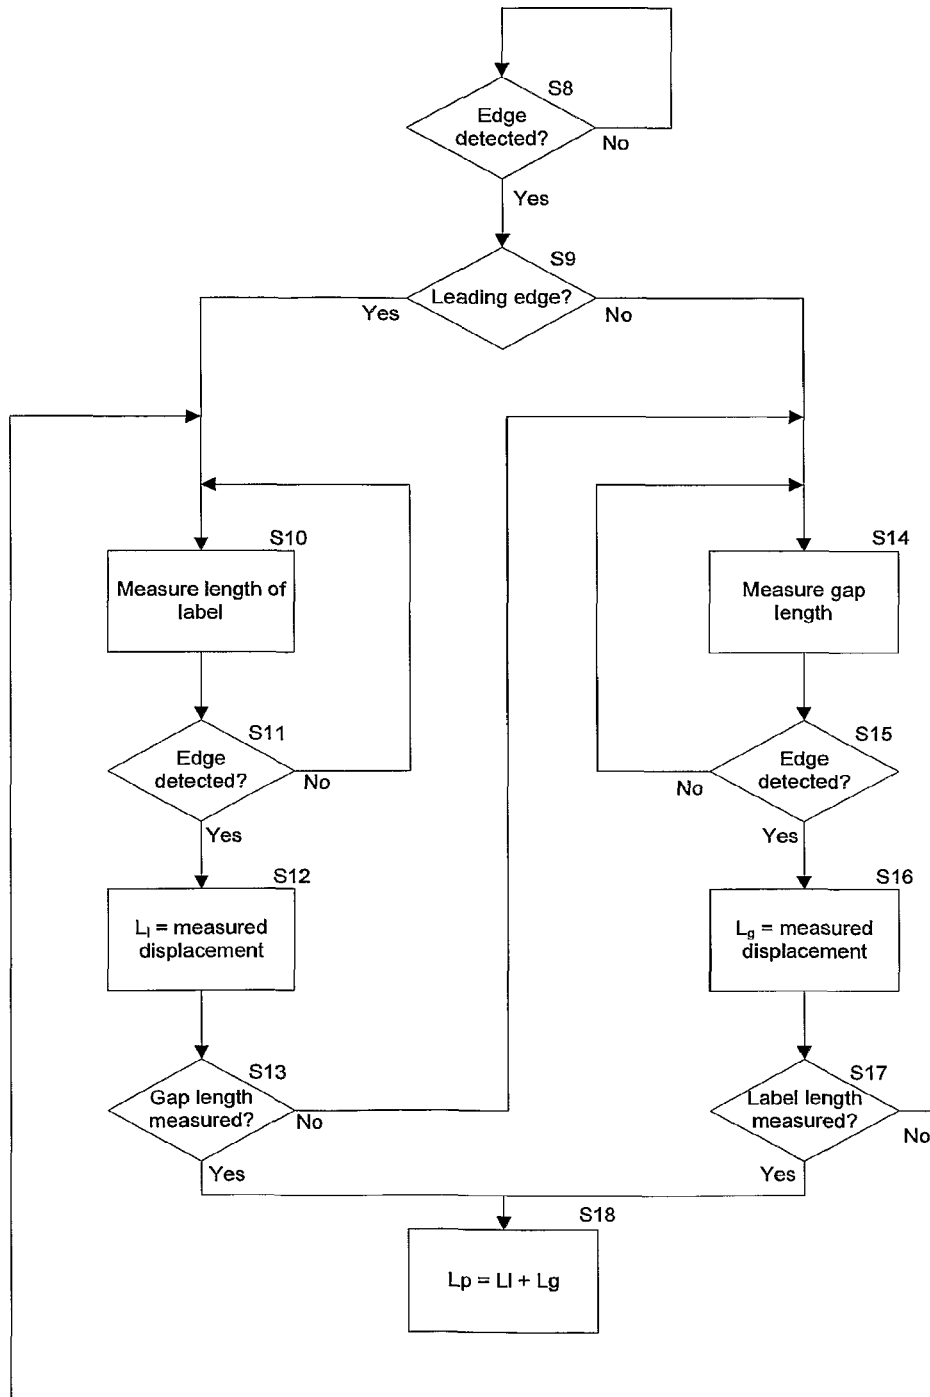 S8
Edge
detected?
No
Yes
S9
Leading edge?
Yes
No
S10
Measure length of
label
S14
Measure gap
length
S11
Edge
detected?
No
Yes
S15
Edge
detected?
No
Yes
S12
Lₗ = measured
displacement
S16
L₉ = measured
displacement
S13
Gap length
measured?
No
Yes
S17
Label length
measured?
No
Yes
S18
Lp = Ll + Lg